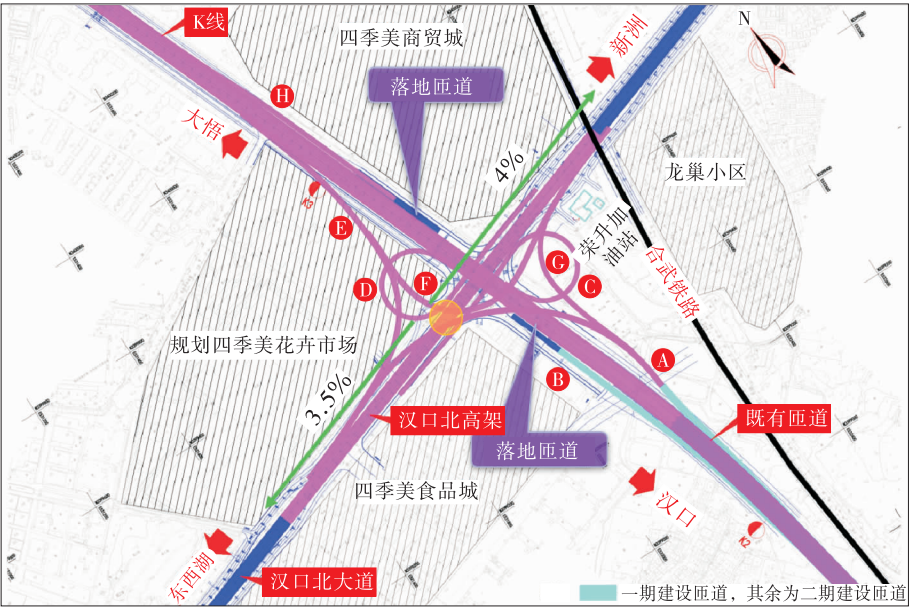 K线
四季美商贸城
新洲
N
落地匝道
H
大悟
4%
龙巢小区
K3
E
荣升加
油站
G
C
合武铁路
D
F
规划四季美花卉市场
A
B
3.5%
汉口北高架
既有匝道
落地匝道
四季美食品城
汉口
K2
东西湖
汉口北大道
一期建设匝道，其余为二期建设匝道